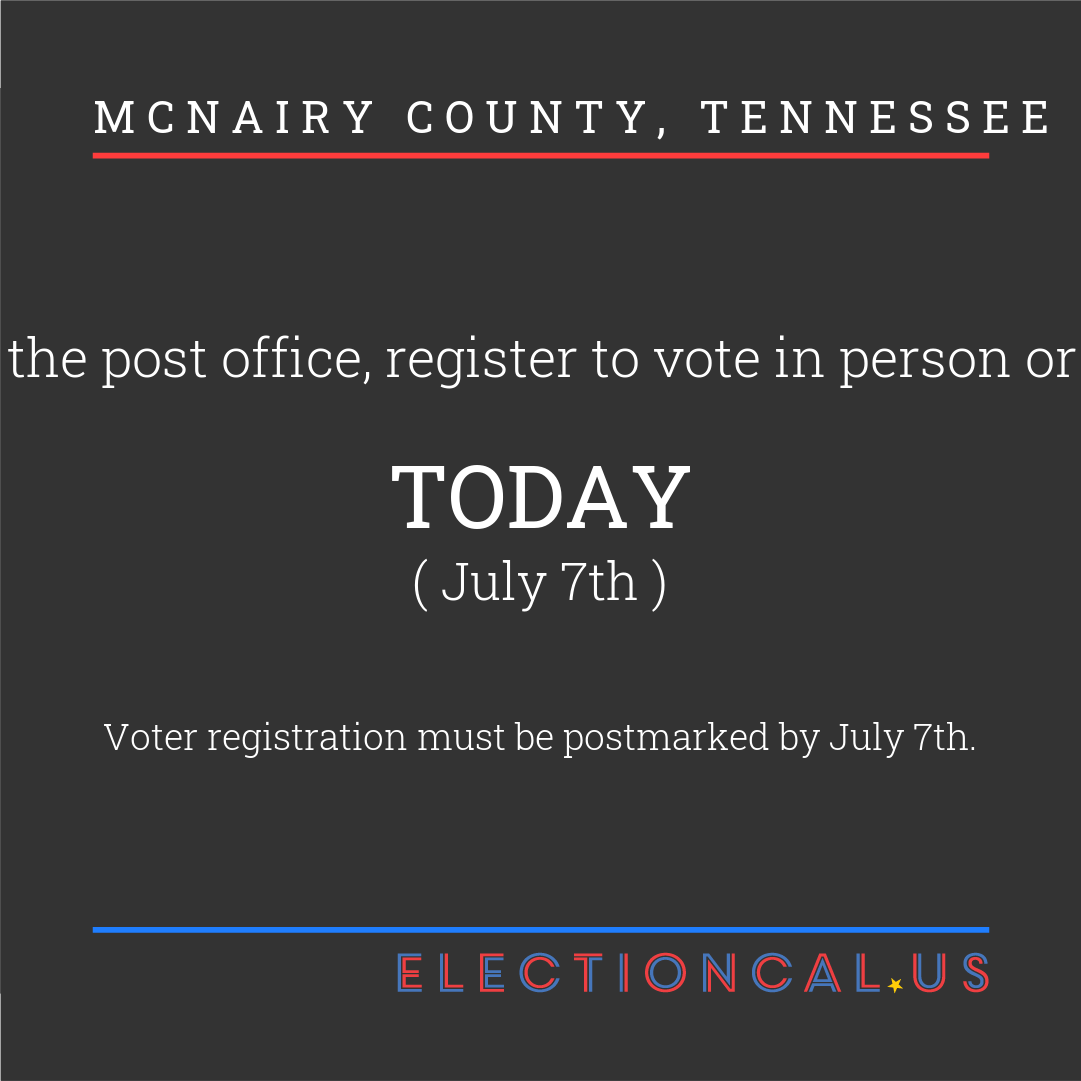 MCNAIRY COUNTY, TENNESSEE
the post office, register to vote in person or
TODAY
( July 7th )
Voter registration must be postmarked by July 7th.
ELECTIONCAL.US